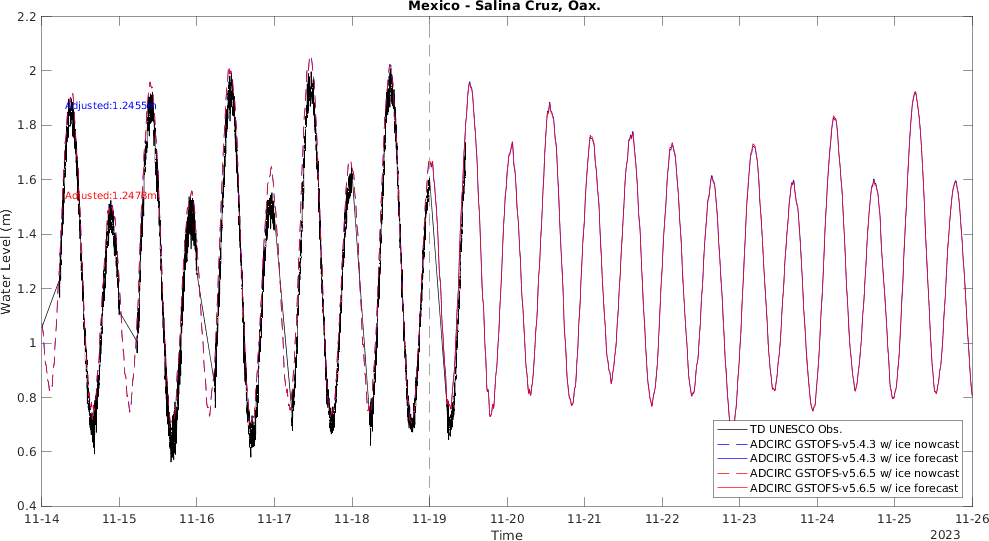 Mexico - Salina Cruz, Oax.
2.2
2
1.8
1.6
1.4
1.2
1
0.8
0.6
0.4
Water Level (m)
Adjusted:1.2455m
Adjusted:1.2478m
TD UNESCO Obs.
ADCIRC GSTOFS-v5.4.3 w/ ice nowcast
ADCIRC GSTOFS-v5.4.3 w/ ice forecast
ADCIRC GSTOFS-v5.6.5 w/ ice nowcast
ADCIRC GSTOFS-v5.6.5 w/ ice forecast
11-14 11-15 11-16 11-17 11-18 11-19 11-20 11-21 11-22 11-23 11-24 11-25 11-26
Time
2023